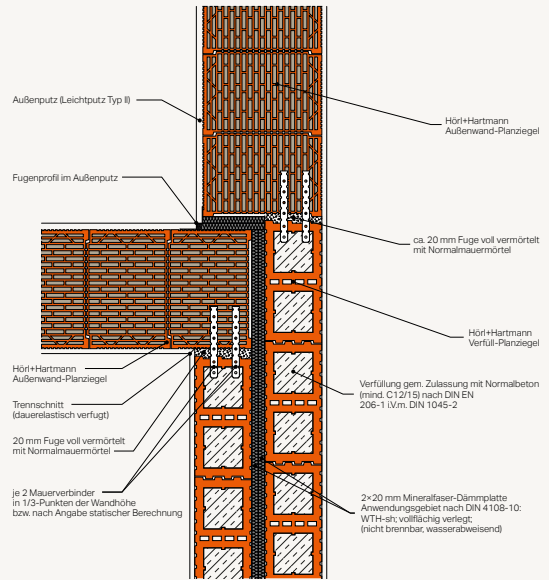 Außenputz (Leichtputz Typ II)
Fugenprofil im Außenputz
Hörl+Hartmann
Außenwand-Planziegel
Trennschnitt
(dauerelastisch verfugt)
20 mm Fuge voll vermörtelt
mit Normalmauermörtel
je 2 Mauerverbinder
in 1/3-Punkten der Wandhöhe
bzw. nach Angabe statischer Berechnung
Hörl+Hartmann
Außenwand-Planziegel
ca. 20 mm Fuge voll vermörtelt
mit Normalmauermörtel
Hörl+Hartmann
Verfüll-Planziegel
Verfüllung gem. Zulassung mit Normalbeton
(mind. C12/15) nach DIN EN
206-1 i.V.m. DIN 1045-2
2×20 mm Mineralfaser-Dämmplatte
Anwendungsgebiet nach DIN 4108-10:
WTH-sh; vollflächig verlegt;
(nicht brennbar, wasserabweisend)